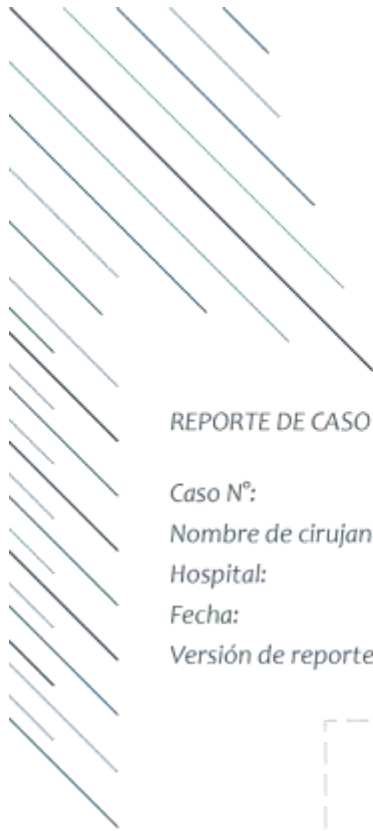 REPORTE DE CASO
Caso N°:
Nombre de cirujan
Hospital:
Fecha:
Versión de reporte